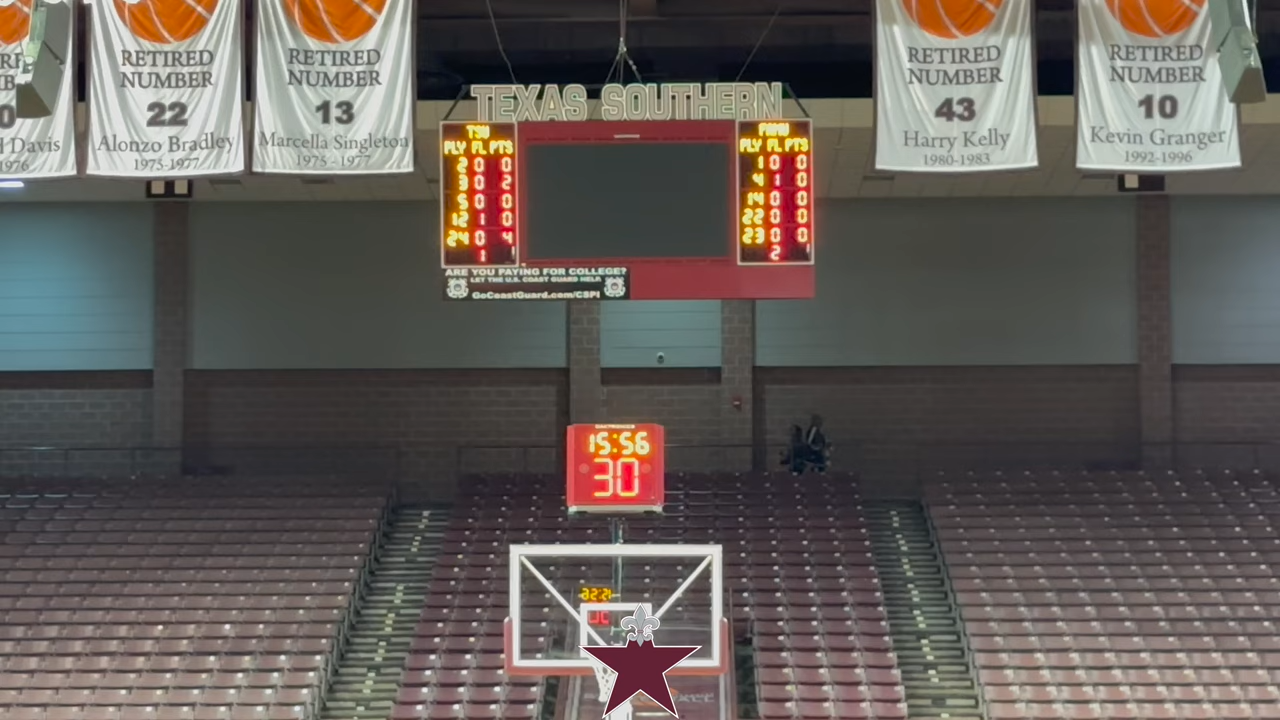 RETIRED
NUMBER
22
Alonzo Bradley
1975-1977
RETIRED
NUMBER
13
Marcella Singleton
1975 - 1977
RETIRED
NUMBER
43
Harry Kelly
1980-1983
RETIRED
NUMBER
10
Kevin Granger
1992-1996
Davis
1976
TEXAS SOUTHERN
TSU
PLY FL PTS
2 0 0
3 0 2
5 0 0
12 1 0
24 0 4
1
FAMU
PLY FL PTS
1 0 0
4 1 0
14 0 0
22 0 0
23 0 0
2
ARE YOU PAYING FOR COLLEGE?
LET THE U.S. COAST GUARD HELP.
GoCoastGuard.com/CSPI
DAKTRONICS
15:56
30